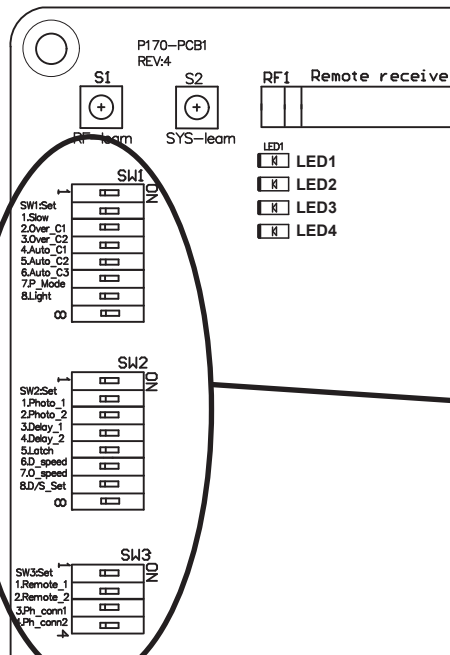 P170-PCB1
REV:4
S1
S2
RF1 Remote receive
RF-learn
SYS-learn
LED1
LED1
LED2
LED3
LED4
SW1
1
ON
SW1:Set
1.Slow
2.Over_C1
3.Over_C2
4.Auto_C1
5.Auto_C2
6.Auto_C3
7.P_Mode
8.Light
8
SW2
1
ON
SW2:Set
1.Photo_1
2.Photo_2
3.Delay_1
4.Delay_2
5.Latch
6.D_speed
7.O_speed
8.D/S_Set
8
SW3
1
ON
SW3:Set
1.Remote_1
2.Remote_2
3.Ph_conn1
4.Ph_conn2
4